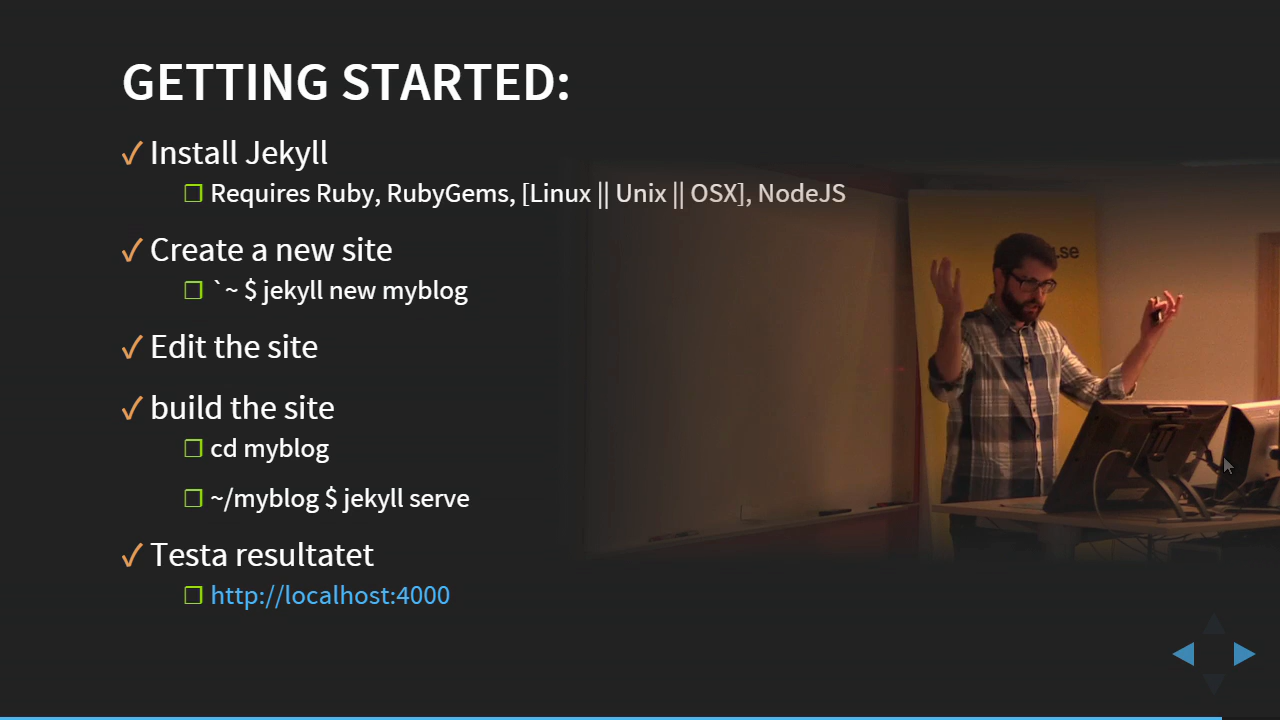 GETTING STARTED:
✓ Install Jekyll
❒ Requires Ruby, RubyGems, [Linux || Unix || OSX], NodeJS
.se
✓ Create a new site
❒ `~ $ jekyll new myblog
✓ Edit the site
✓ build the site
❒ cd myblog
❒ ~/myblog $ jekyll serve
✓ Testa resultatet
❒ http://localhost:4000